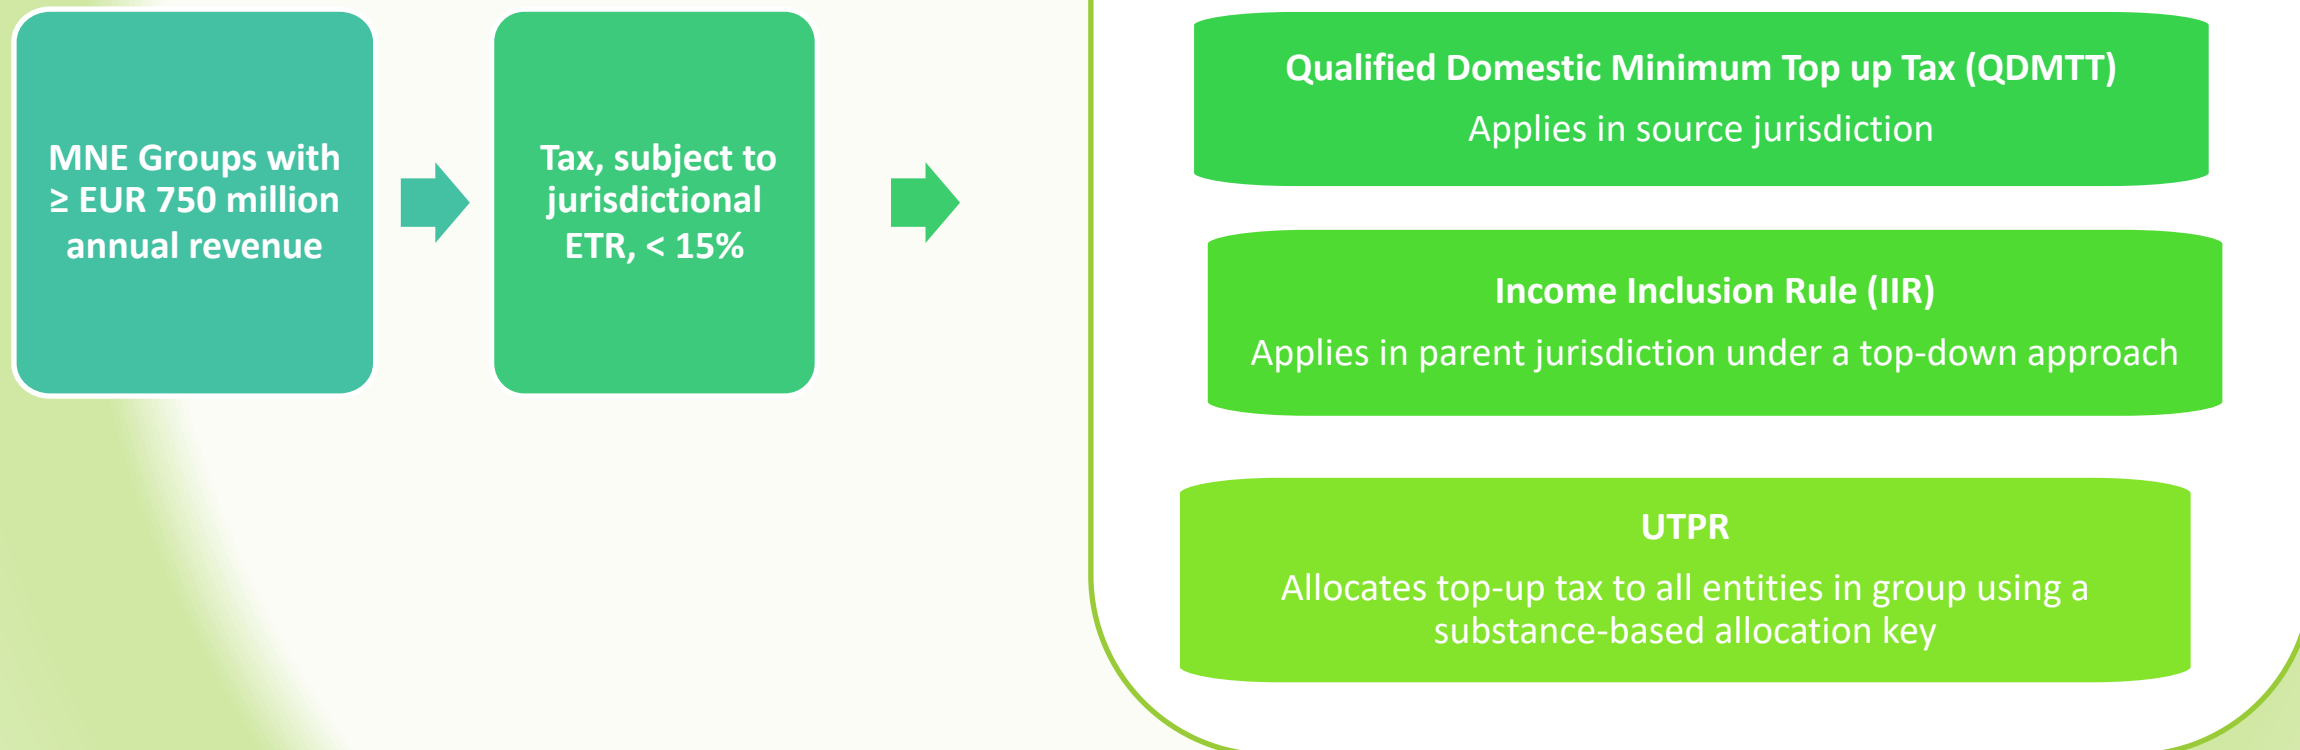 MNE Groups with
≥ EUR 750 million
annual revenue
Tax, subject to
jurisdictional
ETR, < 15%
Qualified Domestic Minimum Top up Tax (QDMTT)
Applies in source jurisdiction
Income Inclusion Rule (IIR)
Applies in parent jurisdiction under a top-down approach
UTPR
Allocates top-up tax to all entities in group using a
substance-based allocation key